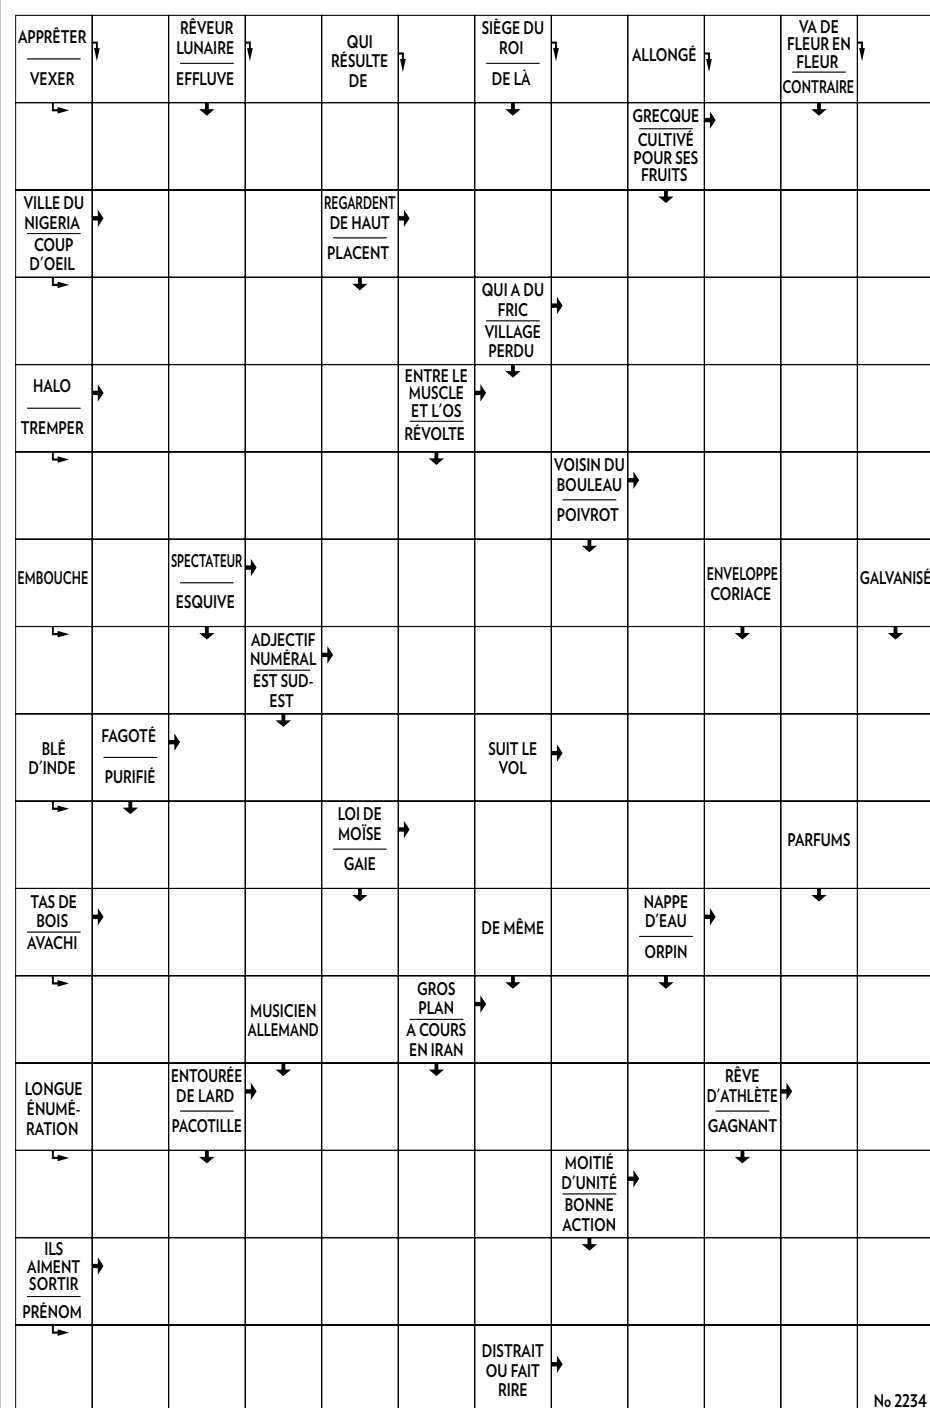 APPRÊTER
VEXER
RÊVEUR
LUNAIRE
EFFLUVE
QUI
RÉSULTE
DE
SIÈGE DU
ROI
DE LÀ
ALLONGÉ
VA DE
FLEUR EN
FLEUR
CONTRAIRE
GRECQUE
CULTIVÉ
POUR SES
FRUITS
VILLE DU
NIGERIA
COUP
D'OEIL
REGARDENT
DE HAUT
PLACENT
QUI A DU
FRIC
VILLAGE
PERDU
HALO
TREMPER
ENTRE LE
MUSCLE
ET L'OS
RÉVOLTE
VOISIN DU
BOULEAU
POIVROT
EMBOUCHE
SPECTATEUR
ESQUIVE
ENVELOPPE
CORIACE
GALVANISÉ
ADJECTIF
NUMÉRAL
EST SUD-
EST
BLÉ
D'INDE
FAGOTÉ
PURIFIÉ
SUIT LE
VOL
LOI DE
MOÏSE
GAIE
PARFUMS
TAS DE
BOIS
AVACHI
DE MÊME
NAPPE
D'EAU
ORPIN
MUSICIEN
ALLEMAND
GROS
PLAN
A COURS
EN IRAN
LONGUE
ÉNUMÉ-
RATION
ENTOURÉE
DE LARD
PACOTILLE
RÊVE
D'ATHLÈTE
GAGNANT
MOITIÉ
D'UNITÉ
BONNE
ACTION
ILS
AIMENT
SORTIR
PRÉNOM
DISTRAIT
OU FAIT
RIRE
No 2234